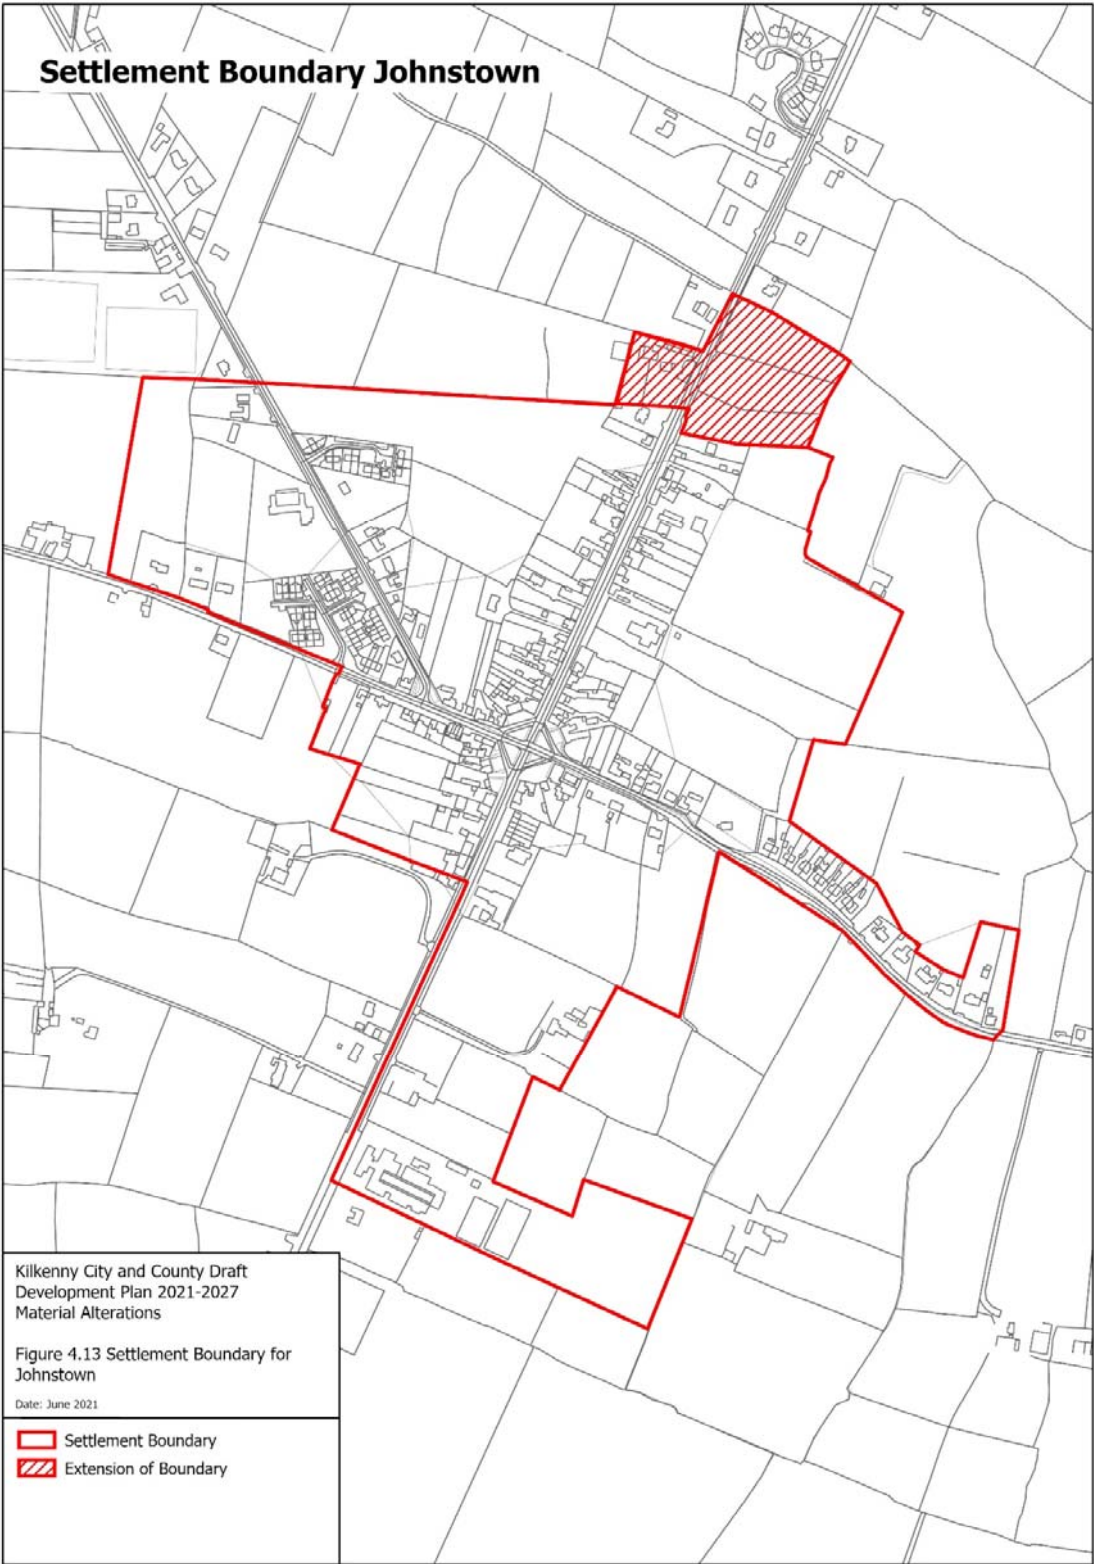 Settlement Boundary Johnstown
Kilkenny City and County Draft
Development Plan 2021-2027
Material Alterations
Figure 4.13 Settlement Boundary for
Johnstown
Date: June 2021
Settlement Boundary
Extension of Boundary